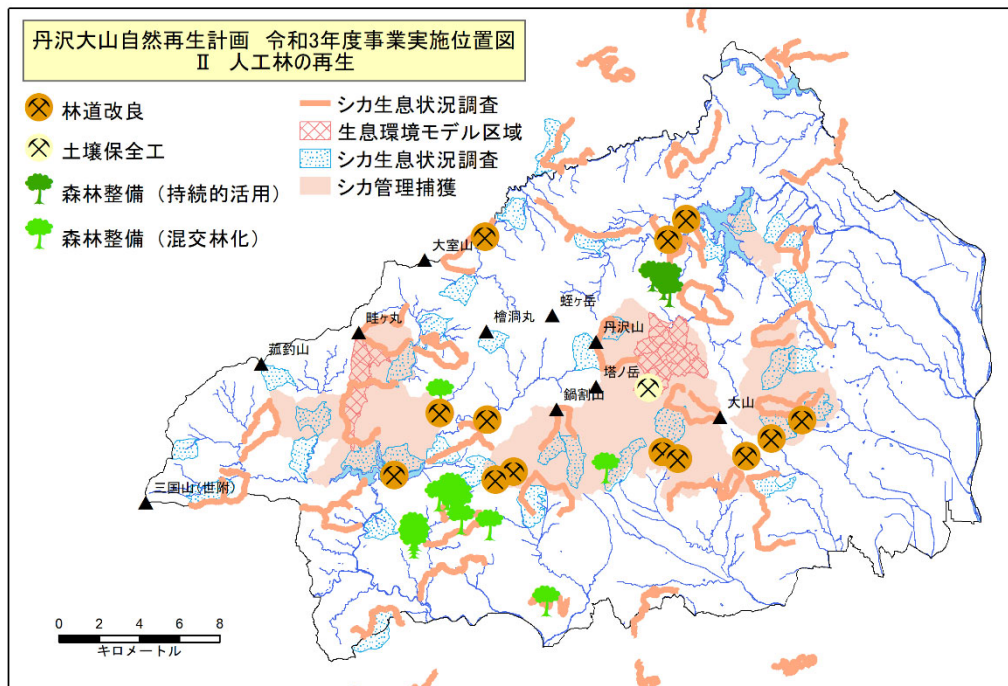 丹沢大山自然再生計画 令和3年度事業実施位置図
Ⅱ 人工林の再生
林道改良
土壌保全工
森林整備（持続的活用）
森林整備（混交林化）
シカ生息状況調査
生息環境モデル区域
シカ生息状況調査
シカ管理捕獲
大室山
蛭ヶ岳
畦ヶ丸
檜洞丸
丹沢山
菰釣山
塔ノ岳
鍋割山
大山
三国山(世附)
0 2 4 6 8
キロメートル